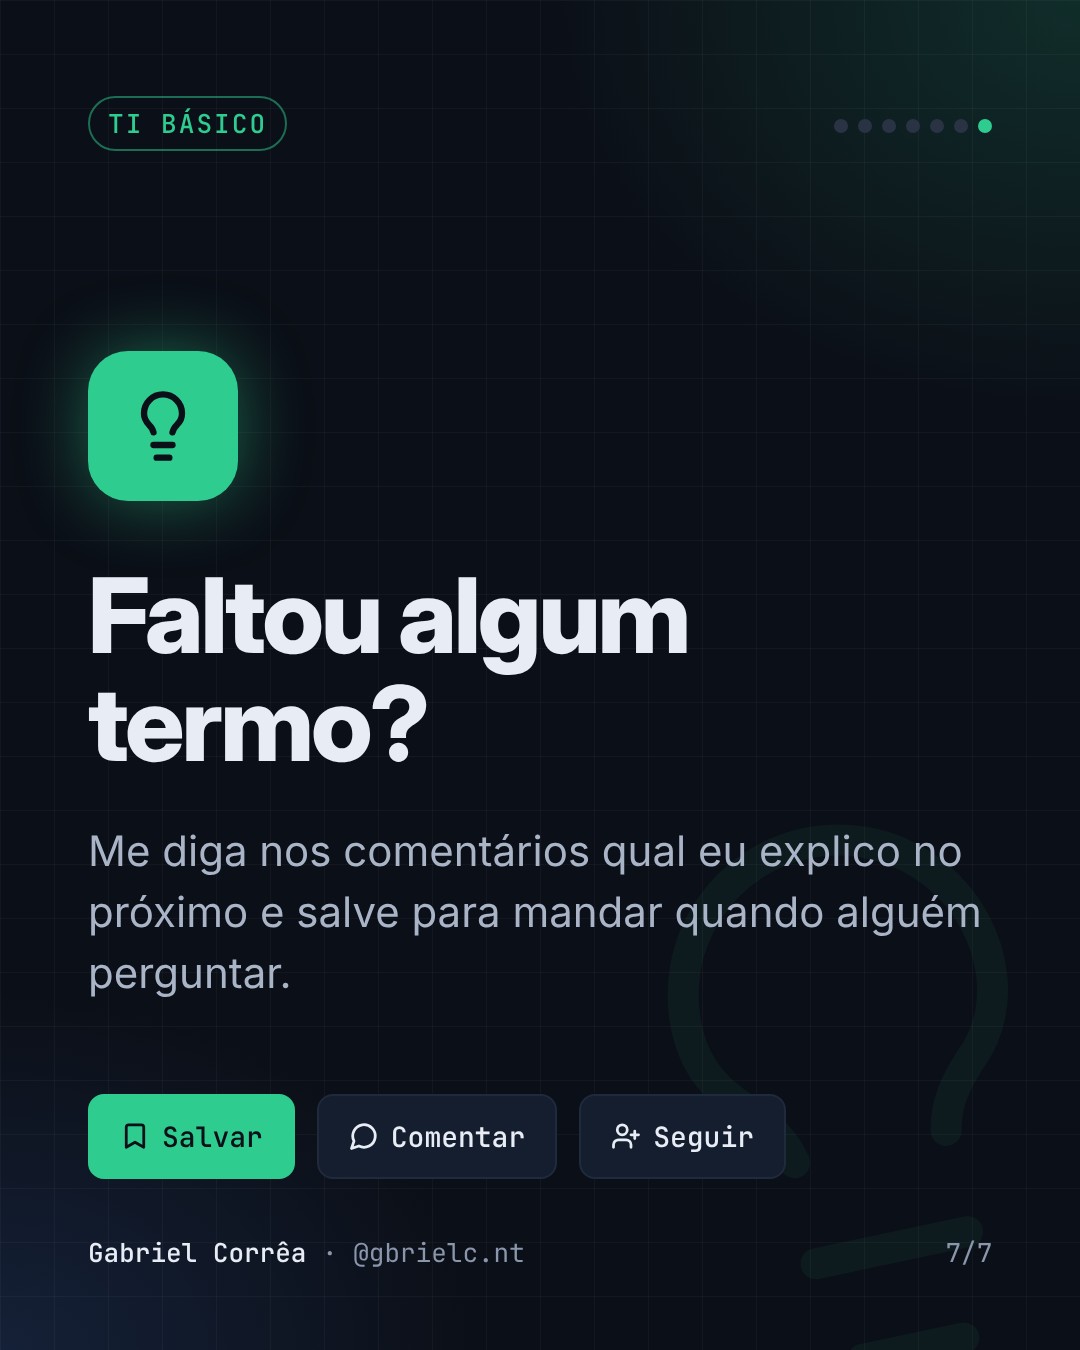 TI BÁSICO
Faltou algum
termo?
Me diga nos comentários qual eu explico no
próximo e salve para mandar quando alguém
perguntar.
Salvar
Comentar
Seguir
Gabriel Corrêa · @gbrielc.nt
7/7